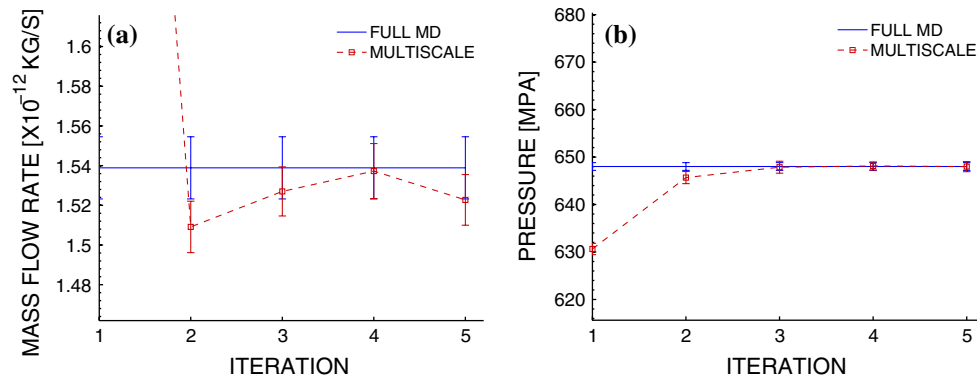 (a)
FULL MD
MULTISCALE
MASS FLOW RATE [X10⁻¹² KG/S]
1.6
1.58
1.56
1.54
1.52
1.5
1.48
1
2
3
4
5
ITERATION
(b)
FULL MD
MULTISCALE
PRESSURE [MPA]
680
670
660
650
640
630
620
1
2
3
4
5
ITERATION